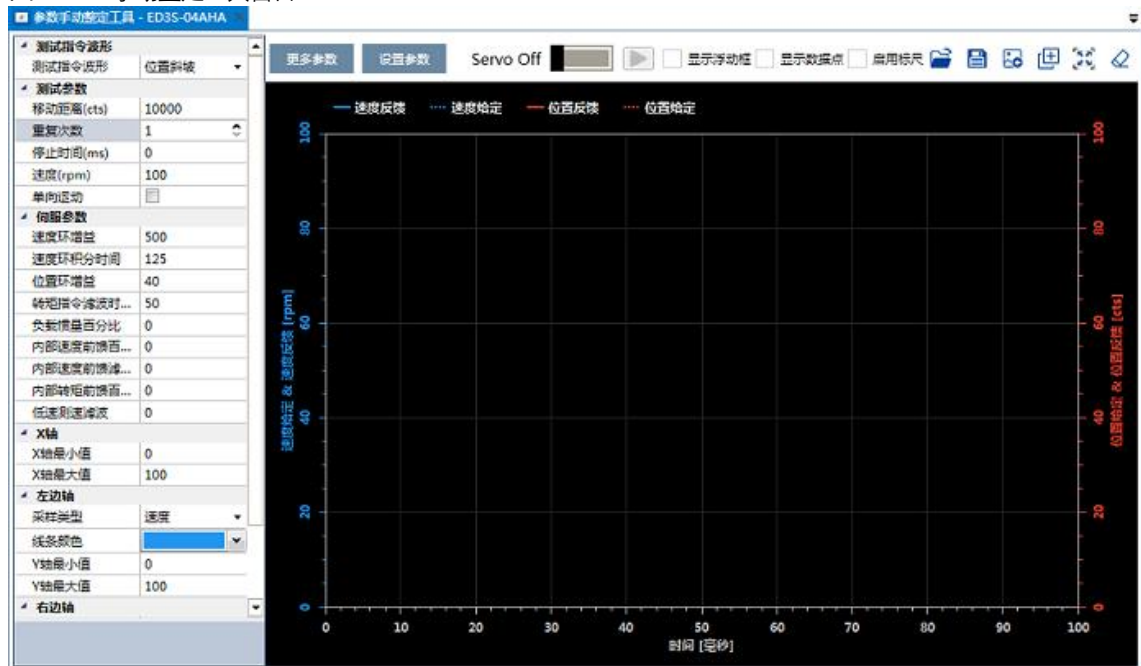 参数手动整定工具 - ED3S-04AHA
测试指令波形
测试指令波形 位置斜坡
测试参数
移动距离(cts) 10000
重复次数 1
停止时间(ms) 0
速度(rpm) 100
单向运动
伺服参数
速度环增益 500
速度环积分时间 125
位置环增益 40
转矩指令滤波时... 50
负载惯量百分比 0
内部速度前馈百... 0
内部速度前馈滤... 0
内部转矩前馈百... 0
低速测速滤波 0
X轴
X轴最小值 0
X轴最大值 100
左边轴
采样类型 速度
线条颜色
Y轴最小值 0
Y轴最大值 100
右边轴
更多参数 设置参数 Servo Off 显示浮动框 显示数据点 启用标尺
速度反馈 速度给定 位置反馈 位置给定
速度给定 & 速度反馈 [rpm]
100
80
60
40
20
0
0 10 20 30 40 50 60 70 80 90 100
时间 [毫秒]
100
80
60
40
20
0
位置给定 & 位置反馈 [cts]